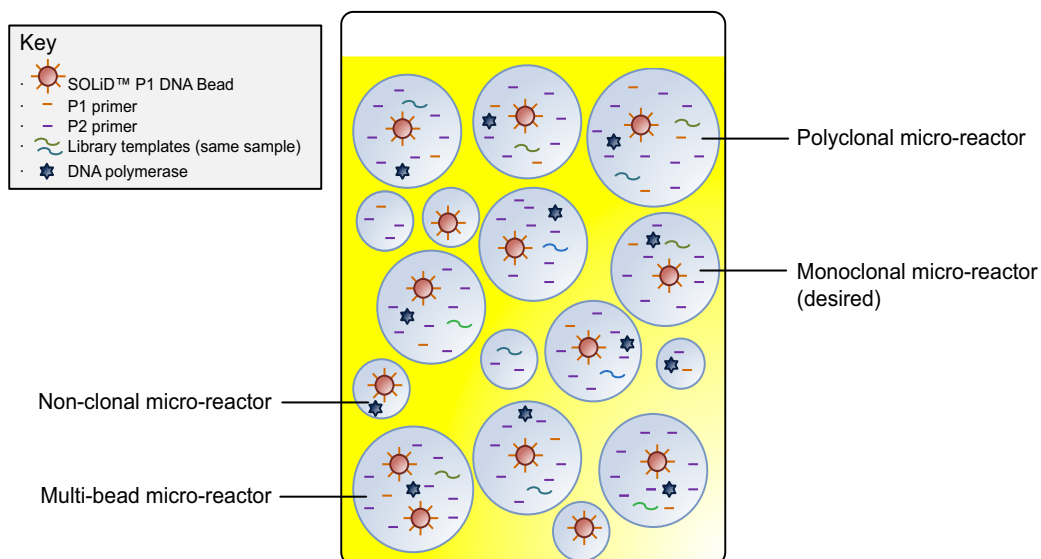 Key
· SOLiD™ P1 DNA Bead
· P1 primer
· P2 primer
· Library templates (same sample)
· DNA polymerase
Polyclonal micro-reactor
Monoclonal micro-reactor
(desired)
Non-clonal micro-reactor
Multi-bead micro-reactor